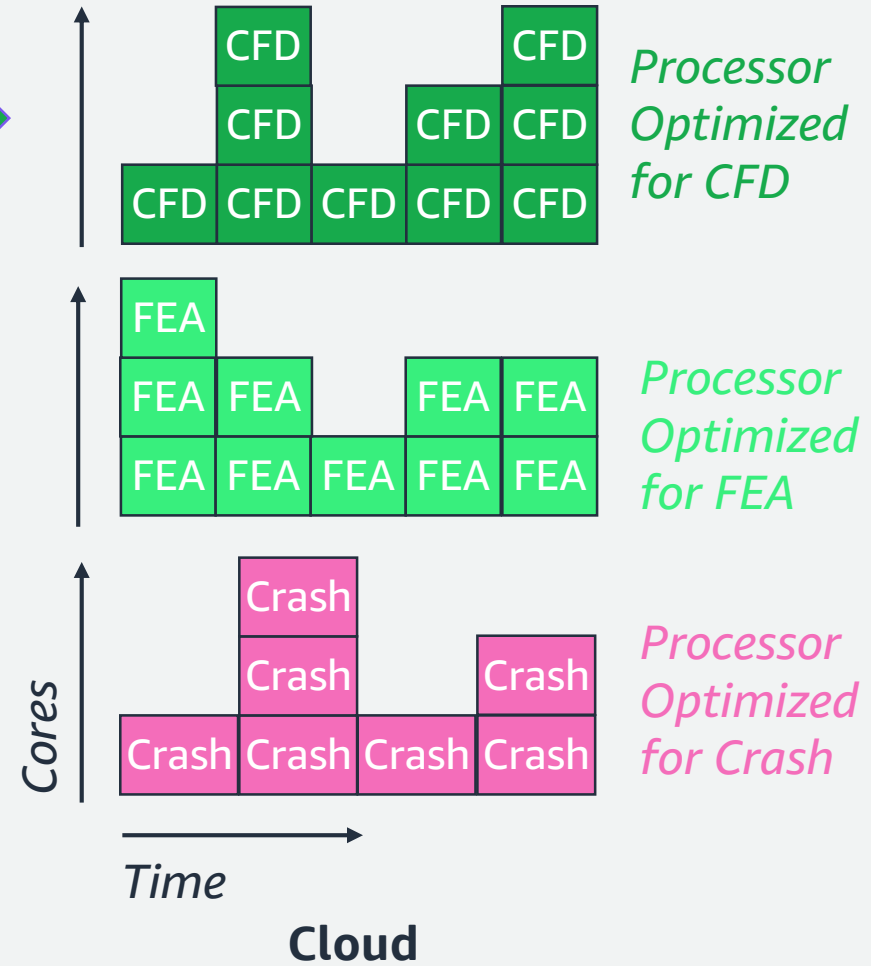 CFD CFD
CFD CFD CFD
CFD CFD CFD CFD CFD
Processor
Optimized
for CFD
FEA
FEA FEA FEA FEA
FEA FEA FEA FEA FEA
Processor
Optimized
for FEA
Crash
Crash Crash
Crash Crash Crash Crash
Processor
Optimized
for Crash
Cores
Time
Cloud